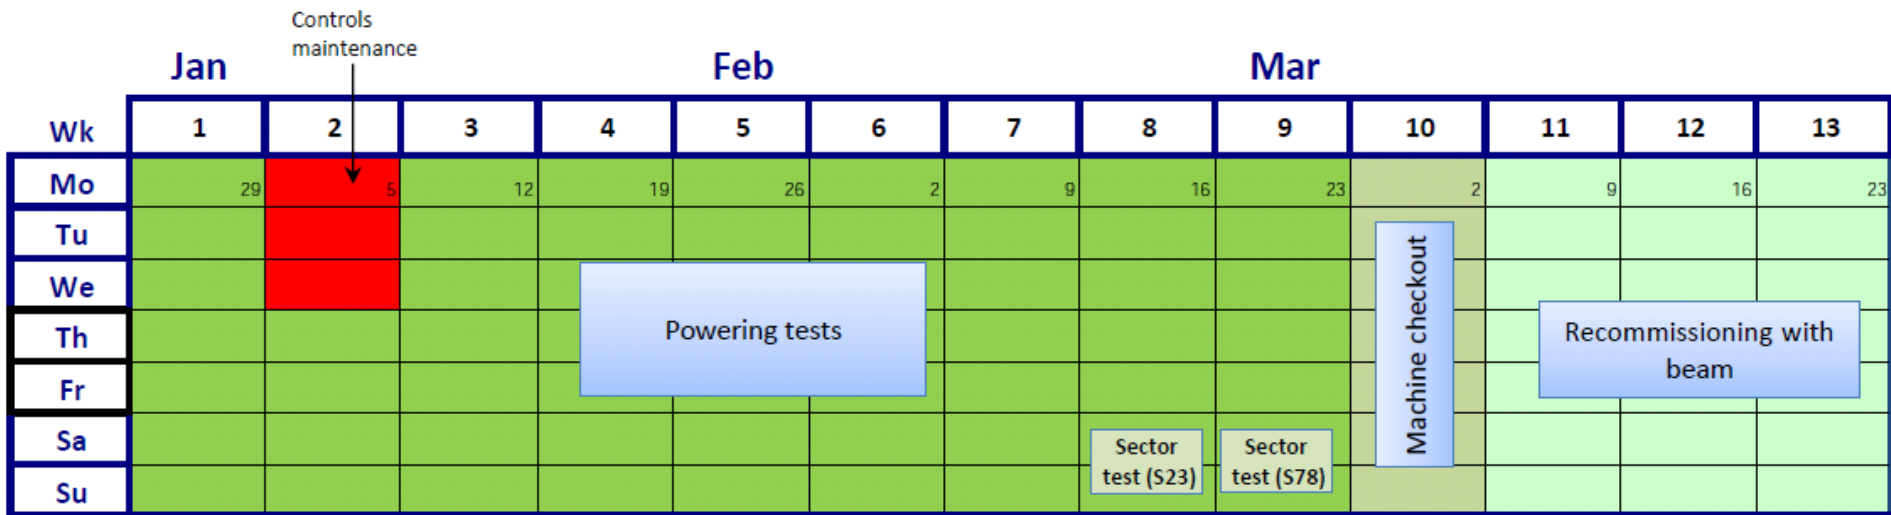 Controls
maintenance
Jan Feb Mar
Wk 1 2 3 4 5 6 7 8 9 10 11 12 13
Mo 29 5 12 19 26 2 9 16 23 2 9 16 23
Tu
We
Th
Fr
Sa
Su
Powering tests
Sector
test (S23)
Sector
test (S78)
Machine checkout
Recommissioning with
beam